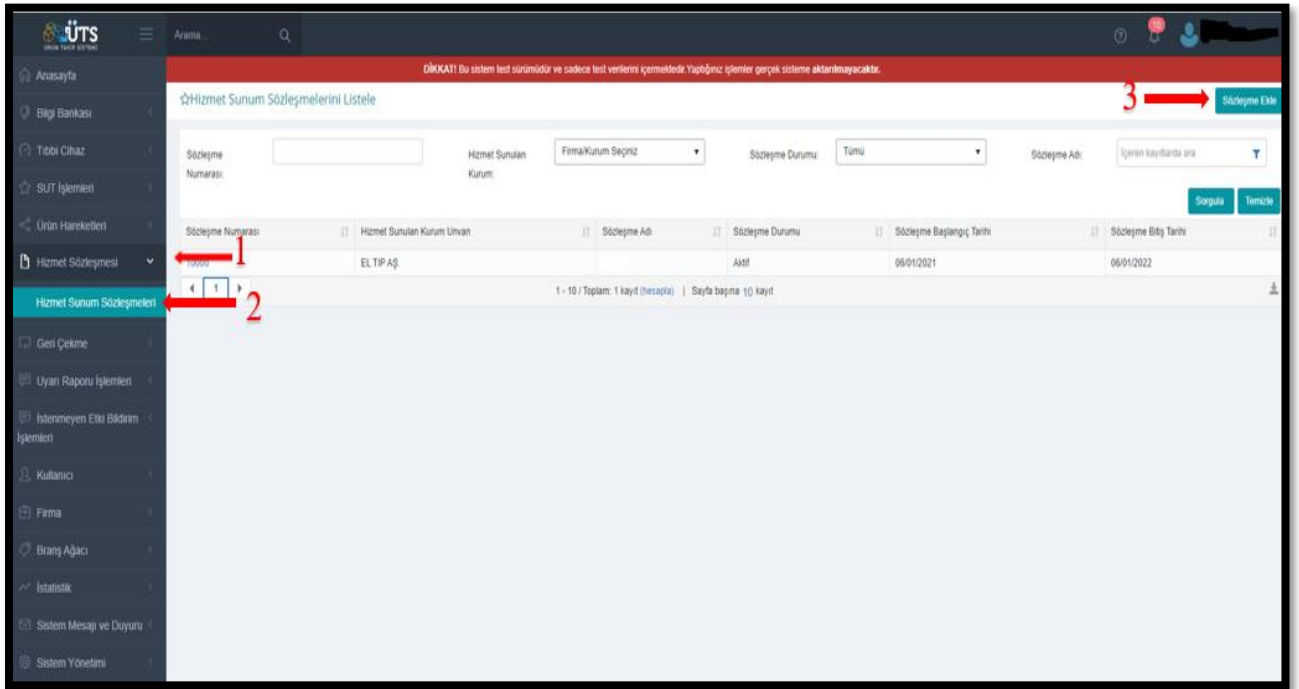 ÜTS
ÜRÜN TAKİP SİSTEMİ
Arama...
10
DİKKAT! Bu sistem test sürümüdür ve sadece test verilerini içermektedir.Yaptığınız işlemler gerçek sisteme aktarılmayacaktır.
Anasayfa
Bilgi Bankası
Tıbbi Cihaz
SUT İşlemleri
Ürün Hareketleri
Hizmet Sözleşmesi
1
Hizmet Sunum Sözleşmeleri
2
Geri Çekme
Uyarı Raporu İşlemleri
İstenmeyen Etki Bildirim
İşlemleri
Kullanıcı
Firma
Branş Ağacı
İstatistik
Sistem Mesajı ve Duyuru
Sistem Yönetimi
Hizmet Sunum Sözleşmelerini Listele
3
Sözleşme Ekle
Sözleşme
Numarası:
Hizmet Sunulan
Kurum:
Firma/Kurum Seçiniz
Sözleşme Durumu:
Tümü
Sözleşme Adı:
İçeren kayıtlarda ara
Sorgula Temizle
Sözleşme Numarası Hizmet Sunulan Kurum Unvan Sözleşme Adı Sözleşme Durumu Sözleşme Başlangıç Tarihi Sözleşme Bitiş Tarihi
10000 EL TIP AŞ. Aktif 06/01/2021 06/01/2022
1
1 - 10 / Toplam: 1 kayıt (hesapla) | Sayfa başına 10 kayıt